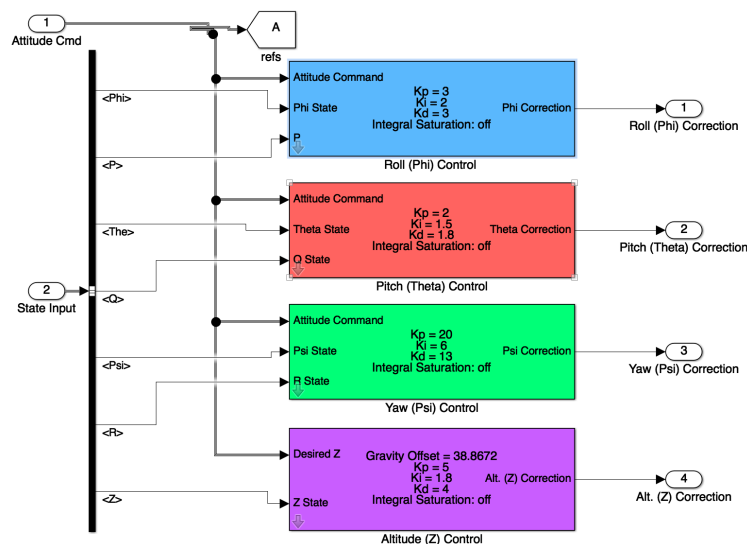 1
Attitude Cmd
A
refs
Attitude Command
<Phi>
Phi State
Kp = 3
Ki = 2
Kd = 3
Integral Saturation: off
Phi Correction
1
Roll (Phi) Correction
<P>
P
Roll (Phi) Control
Attitude Command
<The>
Theta State
Kp = 2
Ki = 1.5
Kd = 1.8
Integral Saturation: off
Theta Correction
2
Pitch (Theta) Correction
<Q>
Q State
Pitch (Theta) Control
2
State Input
Attitude Command
<Psi>
Psi State
Kp = 20
Ki = 6
Kd = 13
Integral Saturation: off
Psi Correction
3
Yaw (Psi) Correction
<R>
R State
Yaw (Psi) Control
Desired Z
Gravity Offset = 38.8672
Kp = 5
Ki = 1.8
Kd = 4
Integral Saturation: off
Alt. (Z) Correction
4
Alt. (Z) Correction
<Z>
Z State
Altitude (Z) Control